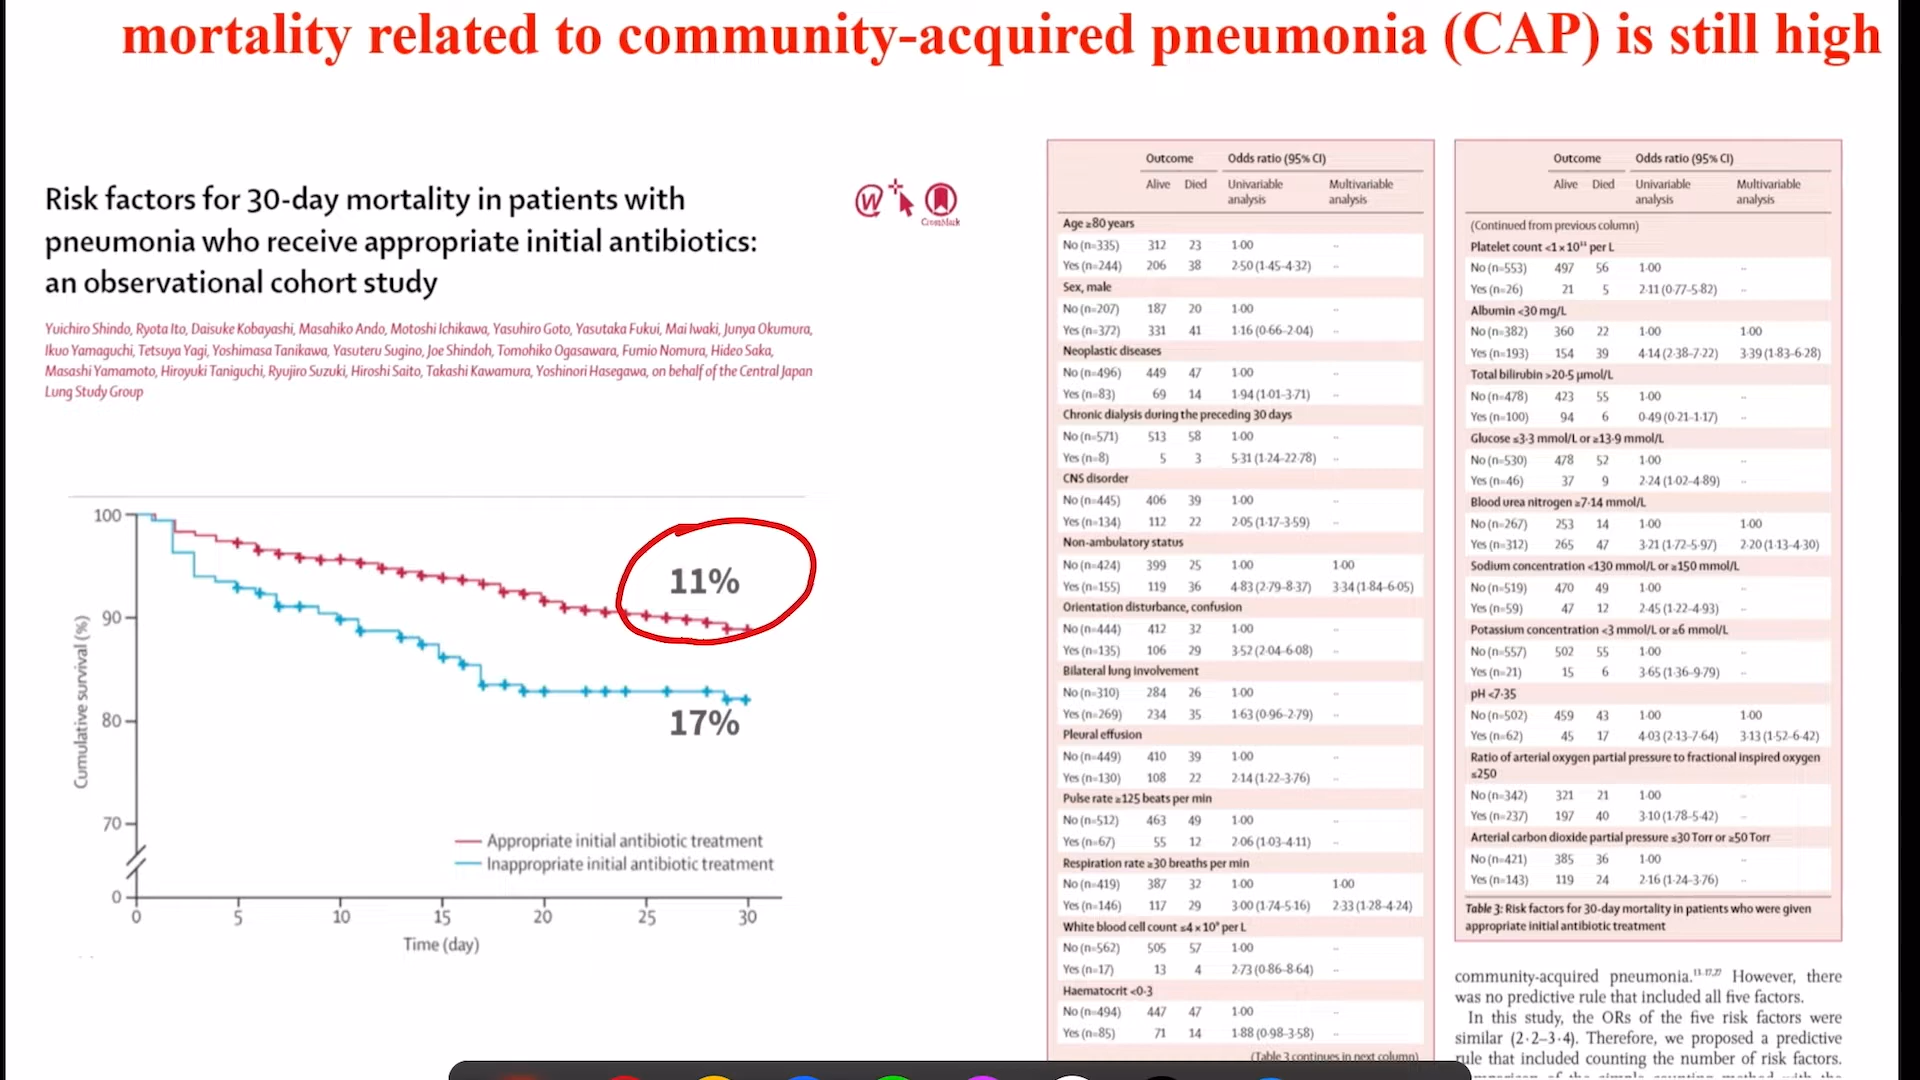 mortality related to community-acquired pneumonia (CAP) is still high
Risk factors for 30-day mortality in patients with
pneumonia who receive appropriate initial antibiotics:
an observational cohort study
CrossMark
Yuichiro Shindo, Ryota Ito, Daisuke Kobayashi, Masahiko Ando, Motoshi Ichikawa, Yasuhiro Goto, Yasutaka Fukui, Mai Iwaki, Junya Okumura,
Ikuo Yamaguchi, Tetsuya Yagi, Yoshimasa Tanikawa, Yasuteru Sugino, Joe Shindoh, Tomohiko Ogasawara, Fumio Nomura, Hideo Saka,
Masashi Yamamoto, Hiroyuki Taniguchi, Ryujiro Suzuki, Hiroshi Saito, Takashi Kawamura, Yoshinori Hasegawa, on behalf of the Central Japan
Lung Study Group
100
90
80
70
0
Cumulative survival (%)
11%
17%
Appropriate initial antibiotic treatment
Inappropriate initial antibiotic treatment
0 5 10 15 20 25 30
Time (day)
Outcome Odds ratio (95% CI)
Alive Died Univariable analysis Multivariable analysis
Age ≥80 years
No (n=335) 312 23 1·00 ··
Yes (n=244) 206 38 2·50 (1·45–4·32) ··
Sex, male
No (n=207) 187 20 1·00 ··
Yes (n=372) 331 41 1·16 (0·66–2·04) ··
Neoplastic diseases
No (n=496) 449 47 1·00 ··
Yes (n=83) 69 14 1·94 (1·01–3·71) ··
Chronic dialysis during the preceding 30 days
No (n=571) 513 58 1·00 ··
Yes (n=8) 5 3 5·31 (1·24–22·78) ··
CNS disorder
No (n=445) 406 39 1·00 ··
Yes (n=134) 112 22 2·05 (1·17–3·59) ··
Non-ambulatory status
No (n=424) 399 25 1·00 1·00
Yes (n=155) 119 36 4·83 (2·79–8·37) 3·34 (1·84–6·05)
Orientation disturbance, confusion
No (n=444) 412 32 1·00 ··
Yes (n=135) 106 29 3·52 (2·04–6·08) ··
Bilateral lung involvement
No (n=310) 284 26 1·00 ··
Yes (n=269) 234 35 1·63 (0·96–2·79) ··
Pleural effusion
No (n=449) 410 39 1·00 ··
Yes (n=130) 108 22 2·14 (1·22–3·76) ··
Pulse rate ≥125 beats per min
No (n=512) 463 49 1·00 ··
Yes (n=67) 55 12 2·06 (1·03–4·11) ··
Respiration rate ≥30 breaths per min
No (n=419) 387 32 1·00 1·00
Yes (n=146) 117 29 3·00 (1·74–5·16) 2·33 (1·28–4·24)
White blood cell count ≤4 × 10⁹ per L
No (n=562) 505 57 1·00 ··
Yes (n=17) 13 4 2·73 (0·86–8·64) ··
Haematocrit <0·3
No (n=494) 447 47 1·00 ··
Yes (n=85) 71 14 1·88 (0·98–3·58) ··
(Table 3 continues in next column)
Outcome Odds ratio (95% CI)
Alive Died Univariable analysis Multivariable analysis
(Continued from previous column)
Platelet count <1 × 10¹¹ per L
No (n=553) 497 56 1·00 ··
Yes (n=26) 21 5 2·11 (0·77–5·82) ··
Albumin <30 mg/L
No (n=382) 360 22 1·00 1·00
Yes (n=193) 154 39 4·14 (2·38–7·22) 3·39 (1·83–6·28)
Total bilirubin >20·5 μmol/L
No (n=478) 423 55 1·00 ··
Yes (n=100) 94 6 0·49 (0·21–1·17) ··
Glucose ≤3·3 mmol/L or ≥13·9 mmol/L
No (n=530) 478 52 1·00 ··
Yes (n=46) 37 9 2·24 (1·02–4·89) ··
Blood urea nitrogen ≥7·14 mmol/L
No (n=267) 253 14 1·00 1·00
Yes (n=312) 265 47 3·21 (1·72–5·97) 2·20 (1·13–4·30)
Sodium concentration <130 mmol/L or ≥150 mmol/L
No (n=519) 470 49 1·00 ··
Yes (n=59) 47 12 2·45 (1·22–4·93) ··
Potassium concentration <3 mmol/L or ≥6 mmol/L
No (n=557) 502 55 1·00 ··
Yes (n=21) 15 6 3·65 (1·36–9·79) ··
pH <7·35
No (n=502) 459 43 1·00 1·00
Yes (n=62) 45 17 4·03 (2·13–7·64) 3·13 (1·52–6·42)
Ratio of arterial oxygen partial pressure to fractional inspired oxygen
≤250
No (n=342) 321 21 1·00 ··
Yes (n=237) 197 40 3·10 (1·78–5·42) ··
Arterial carbon dioxide partial pressure ≤30 Torr or ≥50 Torr
No (n=421) 385 36 1·00 ··
Yes (n=143) 119 24 2·16 (1·24–3·76) ··
Table 3: Risk factors for 30-day mortality in patients who were given
appropriate initial antibiotic treatment
community-acquired pneumonia. However, there
was no predictive rule that included all five factors.
In this study, the ORs of the five risk factors were
similar (2·2–3·4). Therefore, we proposed a predictive
rule that included counting the number of risk factors.